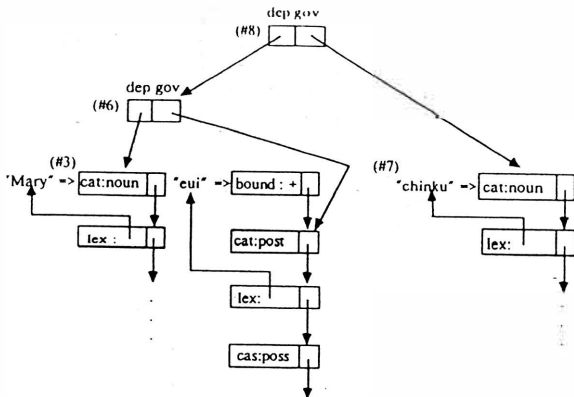 dep gov
(#8)
dep gov
(#6)
(#3)
"Mary" => cat:noun
lex :
"eui" => bound : +
cat:post
lex:
cas:poss
(#7)
"chinku" => cat:noun
lex: